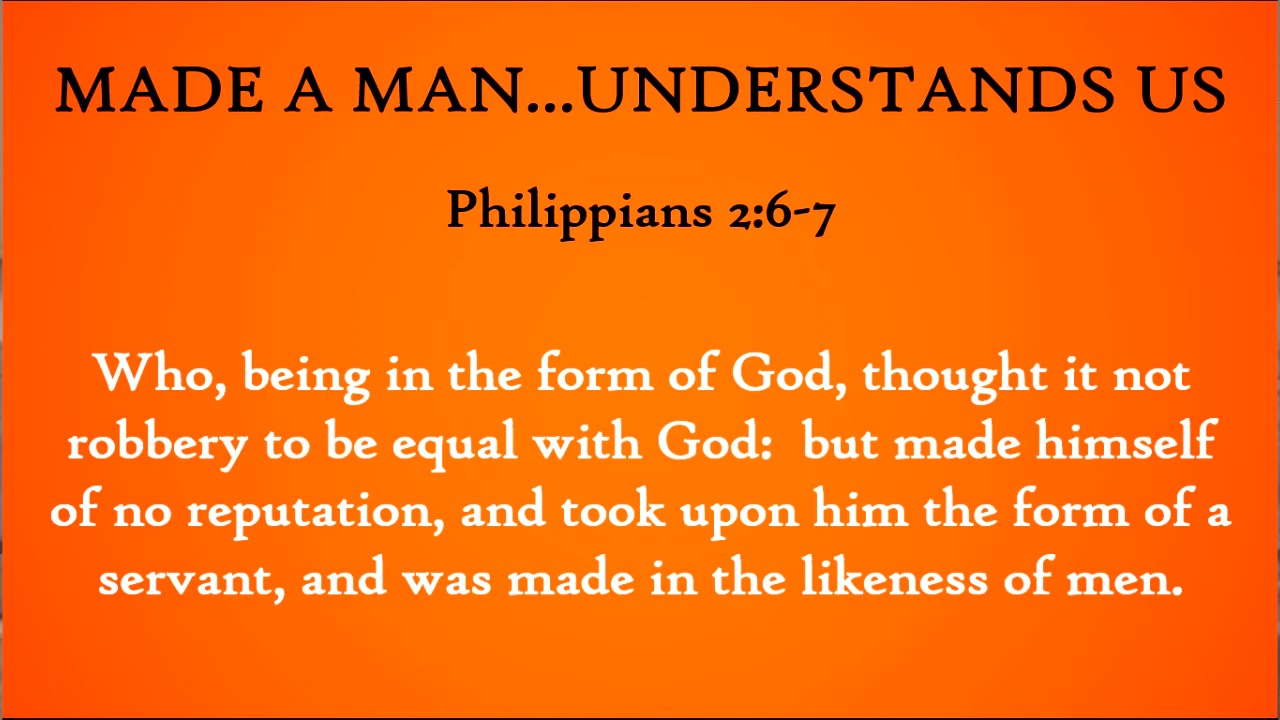 MADE A MAN...UNDERSTANDS US
Philippians 2:6-7
Who, being in the form of God, thought it not
robbery to be equal with God:  but made himself
of no reputation, and took upon him the form of a
servant, and was made in the likeness of men.